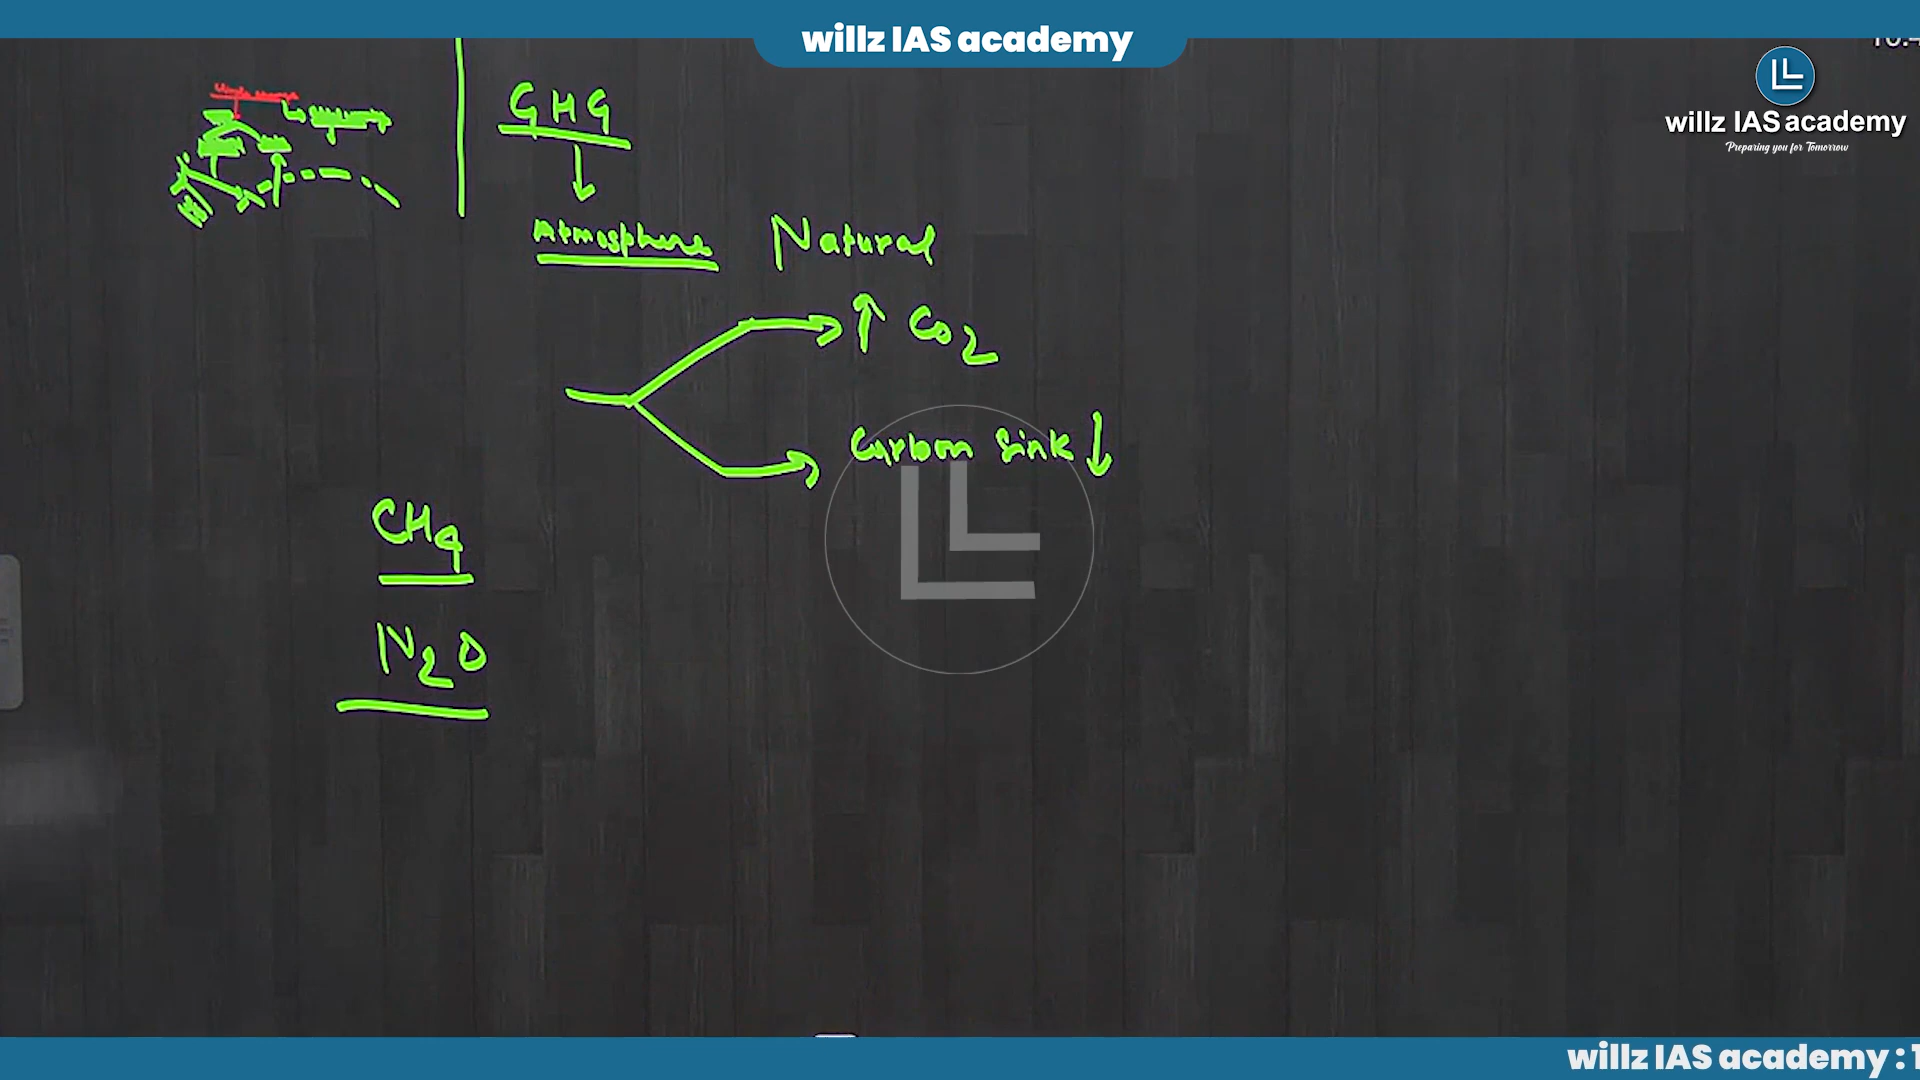 willz IAS academy
willz IAS academy
Preparing you for Tomorrow
GHG
Atmosphere Natural
↑ CO2
Carbon Sink ↓
CH4
N2O
willz IAS academy : 1